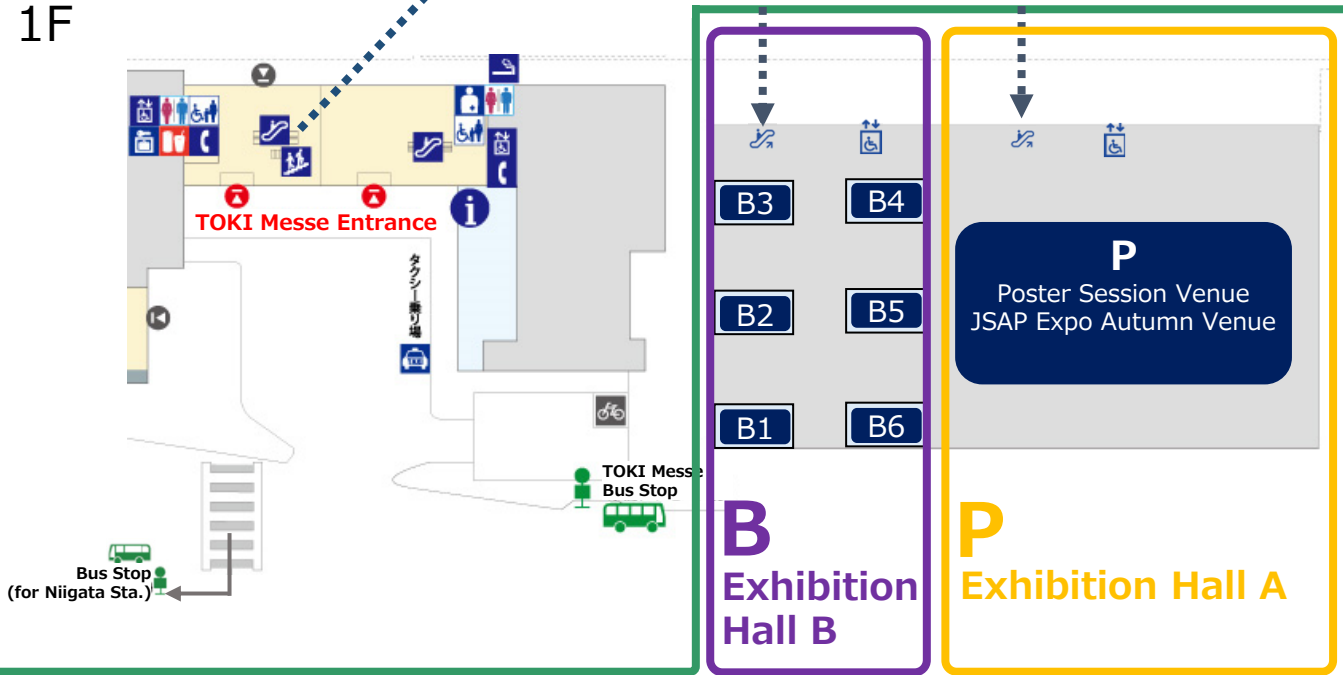 1F
TOKI Messe Entrance
i
タクシー乗り場
TOKI Messe
Bus Stop
Bus Stop
(for Niigata Sta.)
B3
B4
B2
B5
B1
B6
B
Exhibition
Hall B
P
Poster Session Venue
JSAP Expo Autumn Venue
P
Exhibition Hall A